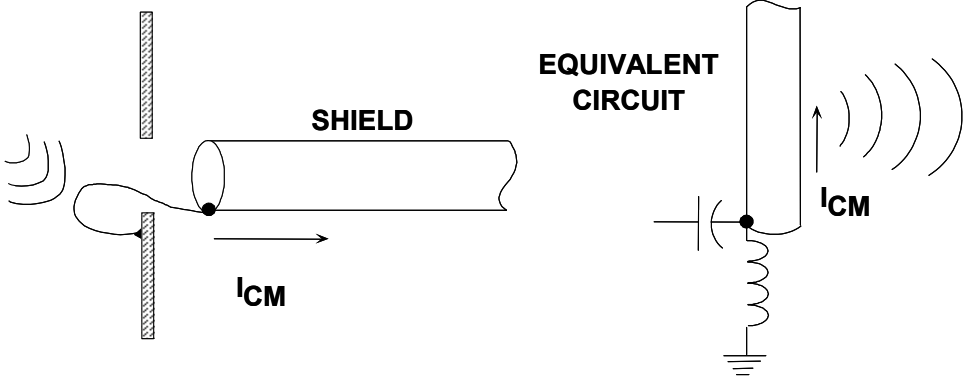 SHIELD
ICM
EQUIVALENT
CIRCUIT
ICM